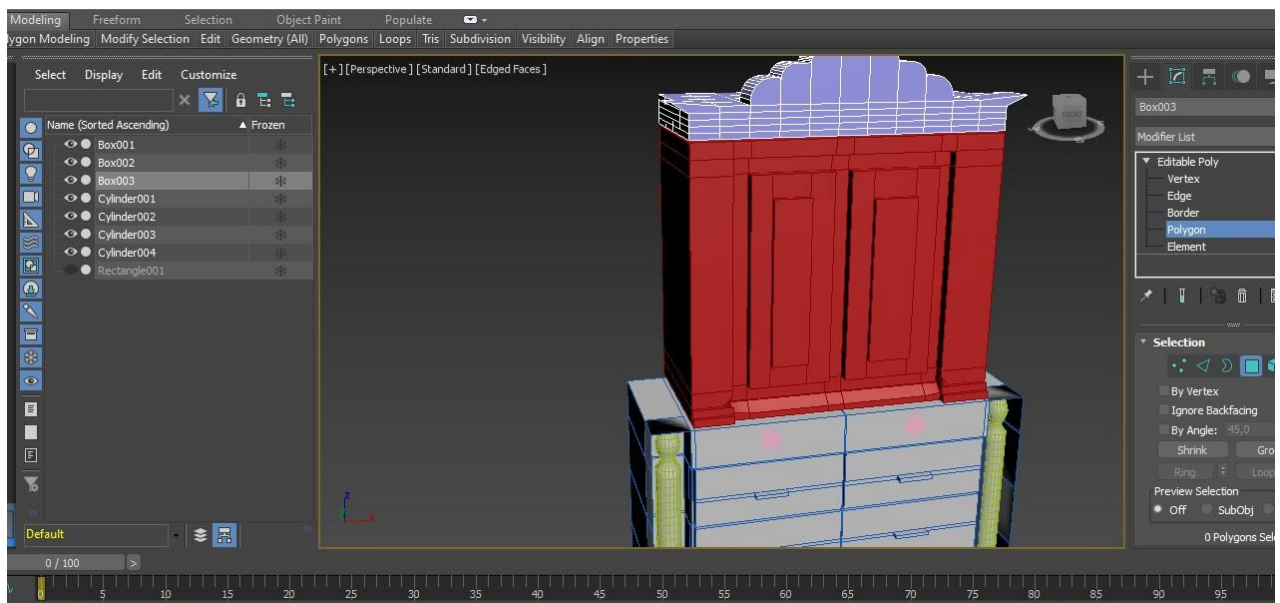 Modeling Freeform Selection Object Paint Populate
lygon Modeling Modify Selection Edit Geometry (All) Polygons Loops Tris Subdivision Visibility Align Properties
Select Display Edit Customize
Name (Sorted Ascending) ▲ Frozen
Box001
Box002
Box003
Cylinder001
Cylinder002
Cylinder003
Cylinder004
Rectangle001
Default
[+] [Perspective] [Standard] [Edged Faces]
z
x
Box003
Modifier List
Editable Poly
Vertex
Edge
Border
Polygon
Element
Selection
By Vertex
Ignore Backfacing
By Angle: 45,0
Shrink Gro
Ring Loop
Preview Selection
Off SubObj
0 Polygons Sele
0 / 100 >
0 5 10 15 20 25 30 35 40 45 50 55 60 65 70 75 80 85 90 95